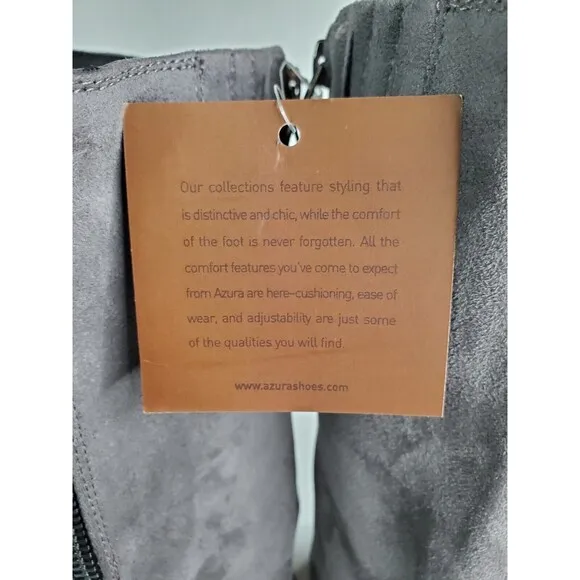 Our collections feature styling that
is distinctive and chic, while the comfort
of the foot is never forgotten. All the
comfort features you've come to expect
from Azura are here–cushioning, ease of
wear, and adjustability are just some
of the qualities you will find.
www.azurashoes.com